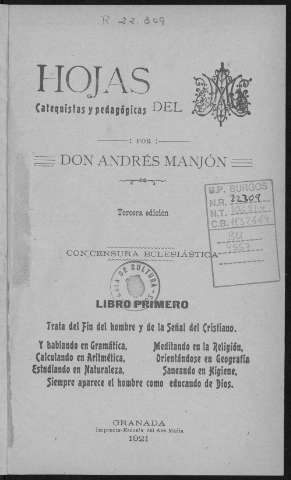 R 22.309
HOJAS
Catequistas y pedagógicas DEL
POR
DON ANDRÉS MANJÓN
Tercera edición
B.P. BURGOS
N.R. 22309
N.T.
C.B.
CON CENSURA ECLESIÁSTICA
DE CULTURA
LIBRO PRIMERO
Trata del Fin del hombre y de la Señal del Cristiano.
Y hablando en Gramática, Meditando en la Religión,
Calculando en Aritmética, Orientándose en Geografía
Estudiando en Naturaleza, Saneando en Higiene,
Siempre aparece el hombre como educando de Dios.
GRANADA
Imprenta-Escuela del Ave-María
1921